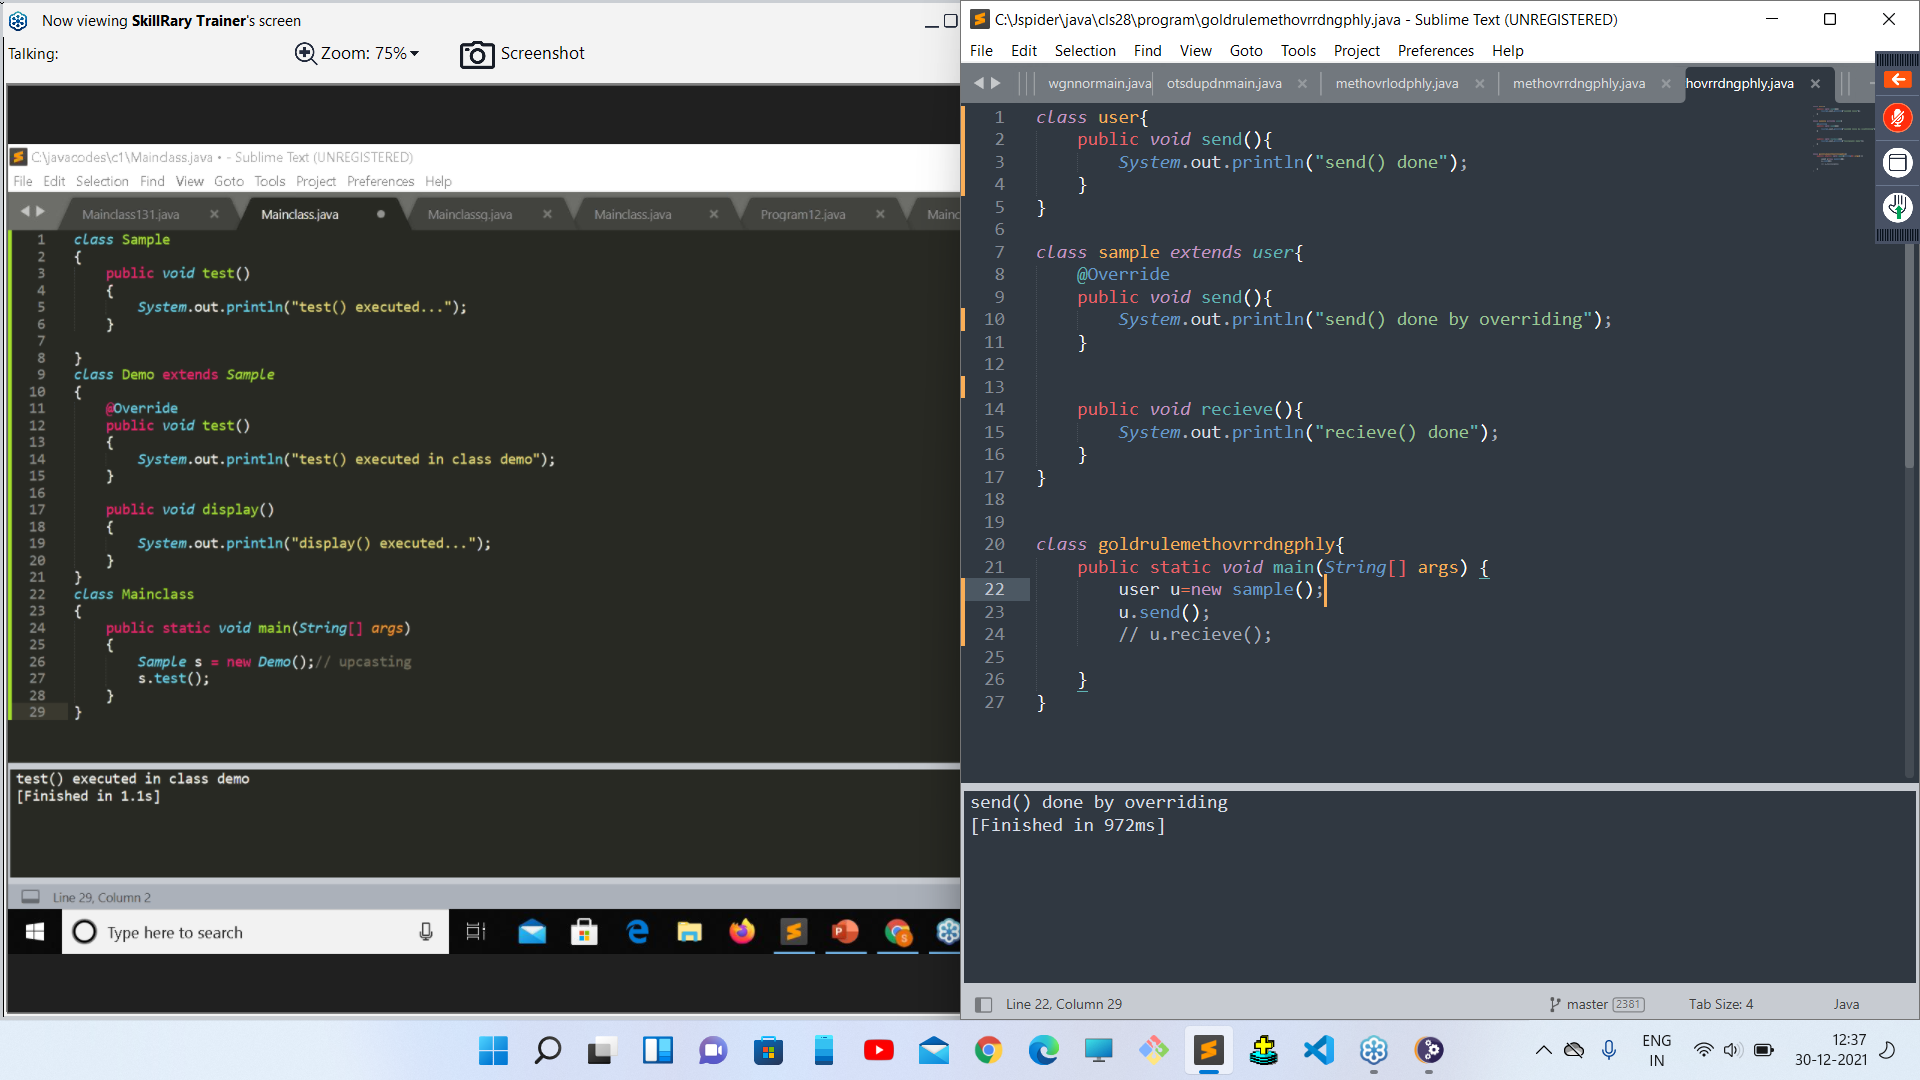 Now viewing SkillRary Trainer's screen
Talking:
Zoom: 75%
Screenshot
C:\javacodes\c1\Mainclass.java • - Sublime Text (UNREGISTERED)
File Edit Selection Find View Goto Tools Project Preferences Help
Mainclass131.java Mainclass.java Mainclassq.java Mainclass.java Program12.java Mainc
1 class Sample
2 {
3 public void test()
4 {
5 System.out.println("test() executed...");
6 }
7
8 }
9 class Demo extends Sample
10 {
11 @Override
12 public void test()
13 {
14 System.out.println("test() executed in class demo");
15 }
16
17 public void display()
18 {
19 System.out.println("display() executed...");
20 }
21 }
22 class Mainclass
23 {
24 public static void main(String[] args)
25 {
26 Sample s = new Demo();// upcasting
27 s.test();
28 }
29 }
test() executed in class demo
[Finished in 1.1s]
Line 29, Column 2
Type here to search
C:\Jspider\java\cls28\program\goldrulemethovrrdngphly.java - Sublime Text (UNREGISTERED)
File Edit Selection Find View Goto Tools Project Preferences Help
wgnnormain.java otsdupdnmain.java methovrlodphly.java methovrrdngphly.java hovrrdngphly.java
1 class user{
2 public void send(){
3 System.out.println("send() done");
4 }
5 }
6
7 class sample extends user{
8 @Override
9 public void send(){
10 System.out.println("send() done by overriding");
11 }
12
13
14 public void recieve(){
15 System.out.println("recieve() done");
16 }
17 }
18
19
20 class goldrulemethovrrdngphly{
21 public static void main(String[] args) {
22 user u=new sample();
23 u.send();
24 // u.recieve();
25
26 }
27 }
send() done by overriding
[Finished in 972ms]
Line 22, Column 29
master 2381
Tab Size: 4
Java
ENG
IN
12:37
30-12-2021